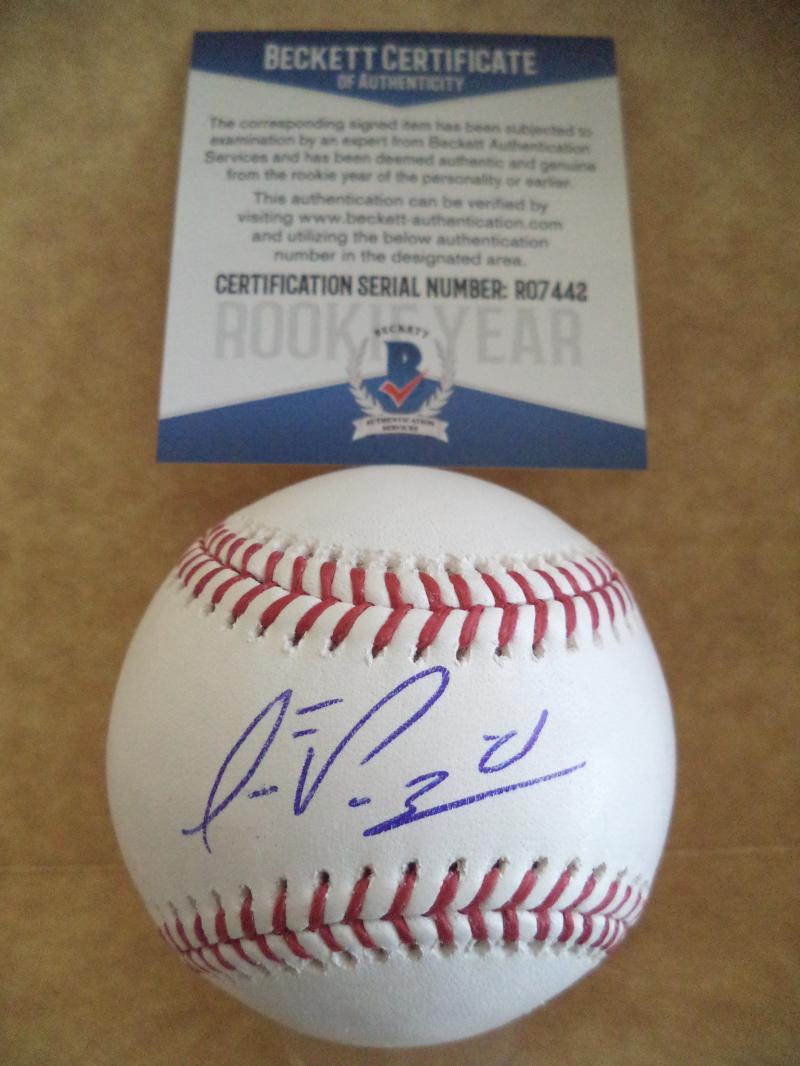 BECKETT CERTIFICATE
OF AUTHENTICITY
The corresponding signed item has been subjected to
examination by an expert from Beckett Authentication
Services and has been deemed authentic and genuine
from the rookie year of the personality or earlier.
This authentication can be verified by
visiting www.beckett-authentication.com
and utilizing the below authentication
number in the designated area.
CERTIFICATION SERIAL NUMBER: R07442
ROOKIE YEAR
BECKETT
B
AUTHENTICATION
SERVICES